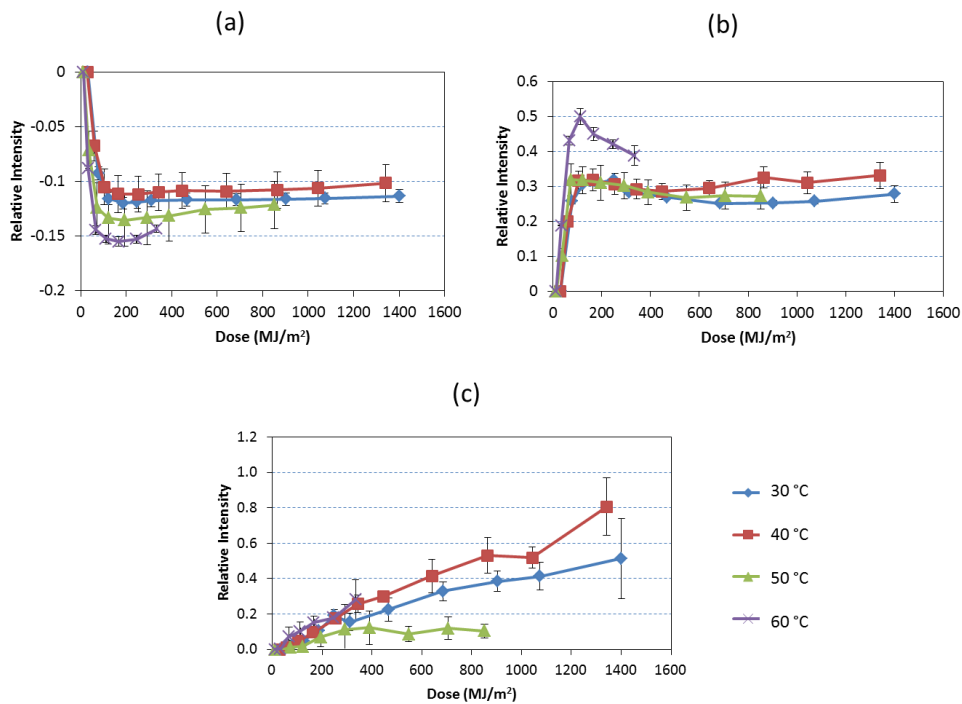 (a)
0
-0.05
-0.1
-0.15
-0.2
0 200 400 600 800 1000 1200 1400 1600
Relative Intensity
Dose (MJ/m²)
(b)
0.6
0.5
0.4
0.3
0.2
0.1
0
0 200 400 600 800 1000 1200 1400 1600
Relative Intensity
Dose (MJ/m²)
(c)
1.2
1.0
0.8
0.6
0.4
0.2
0.0
0 200 400 600 800 1000 1200 1400 1600
Relative Intensity
Dose (MJ/m²)
30 °C
40 °C
50 °C
60 °C